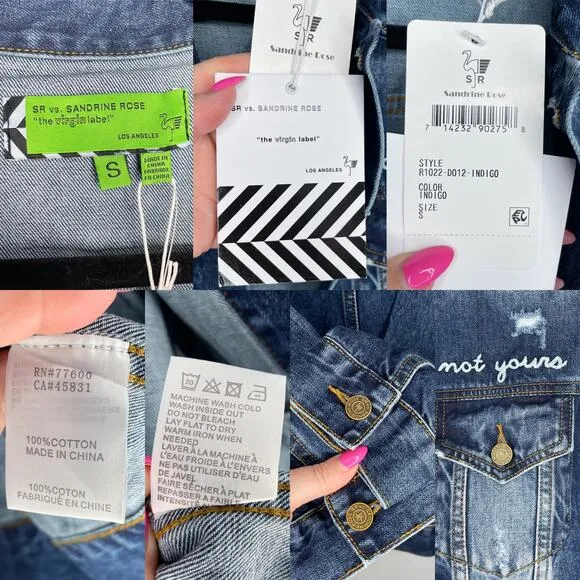 SR vs. SANDRINE ROSE
"the virgin label"
LOS ANGELES
S
MADE IN
CHINA
FABRIQUÉ
EN CHINE
S R
Sandrine Rose
SR vs. SANDRINE ROSE
"the virgin label"
LOS ANGELES
S R
Sandrine Rose
7 14232 90275 8
STYLE
R1022-D012-INDIGO
COLOR
INDIGO
SIZE
S
RN#77600
CA#45831
100%COTTON
MADE IN CHINA
100%COTON
FABRIQUÉ EN CHINE
30
MACHINE WASH COLD
WASH INSIDE OUT
DO NOT BLEACH
LAY FLAT TO DRY
WARM IRON WHEN
NEEDED
LAVER À LA MACHINE À
L'EAU FROIDE À L'ENVERS
NE PAS UTILISER D'EAU
DE JAVEL
FAIRE SÉCHER À PLAT
REPASSER A FAIBLE
INTENSITÉ
not yours